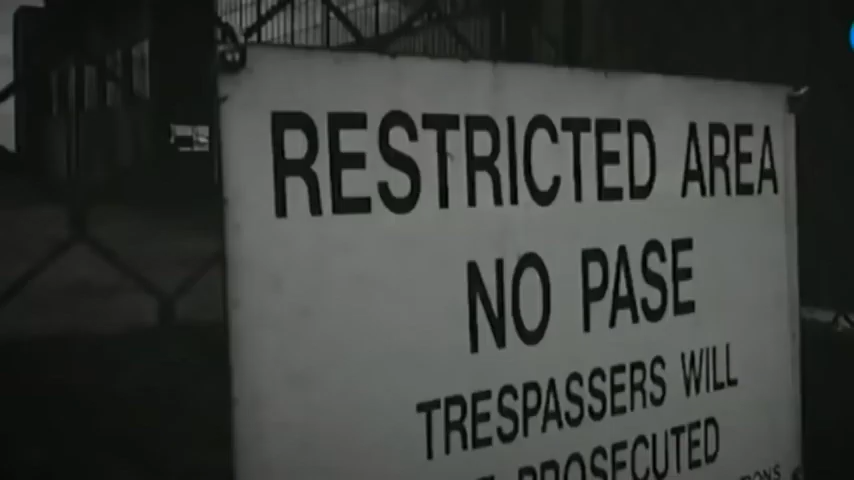 RESTRICTED AREA
NO PASE
TRESPASSERS WILL
PROSECUTED